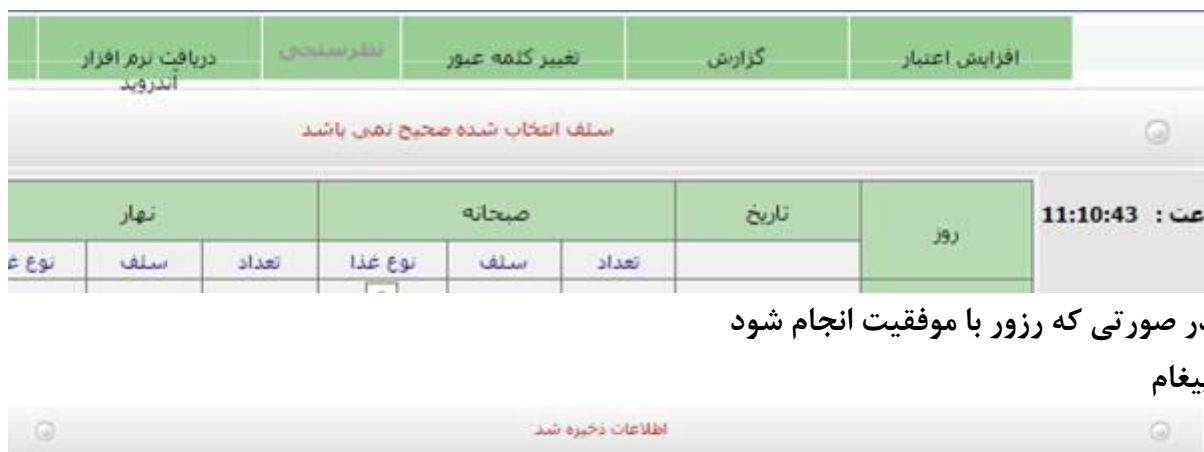 افزایش اعتبار گزارش تغییر کلمه عبور نظرسنجی دریافت نرم افزار
اندروید
سلف انتخاب شده صحیح نمی باشد
عت : 11:10:43
روز تاریخ صبحانه نهار
تعداد سلف نوع غذا تعداد سلف نوع غ
در صورتی که رزور با موفقیت انجام شود
پیغام
اطلاعات ذخیره شد